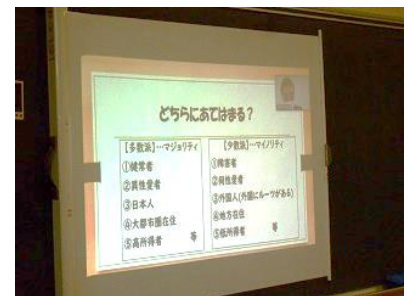 どちらにあてはまる？
【多数派】…マジョリティ
①健常者
②異性愛者
③日本人
④大都市圏在住
⑤高所得者 等
【少数派】…マイノリティ
①障害者
②同性愛者
③外国人(外国にルーツがある)
④地方在住
⑤低所得者 等